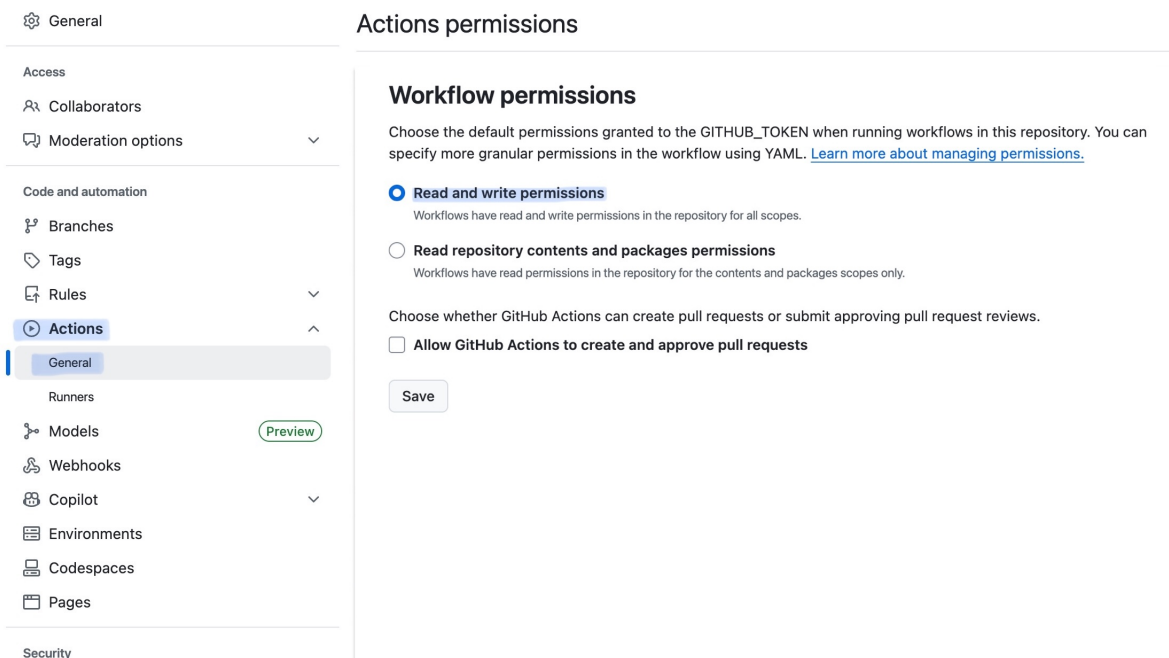 General
Access
Collaborators
Moderation options
Code and automation
Branches
Tags
Rules
Actions
General
Runners
Models
Preview
Webhooks
Copilot
Environments
Codespaces
Pages
Security
Actions permissions
Workflow permissions
Choose the default permissions granted to the GITHUB_TOKEN when running workflows in this repository. You can
specify more granular permissions in the workflow using YAML. Learn more about managing permissions.
Read and write permissions
Workflows have read and write permissions in the repository for all scopes.
Read repository contents and packages permissions
Workflows have read permissions in the repository for the contents and packages scopes only.
Choose whether GitHub Actions can create pull requests or submit approving pull request reviews.
Allow GitHub Actions to create and approve pull requests
Save